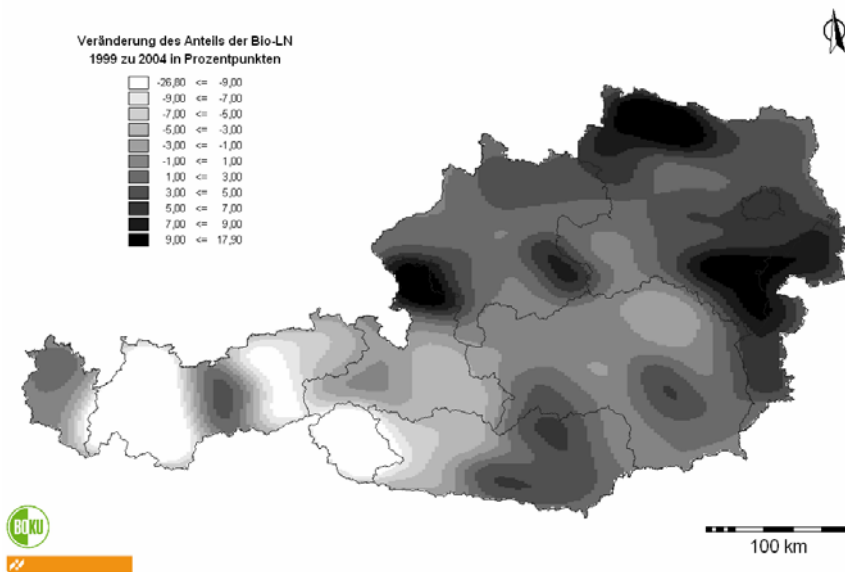 Veränderung des Anteils der Bio-LN
1999 zu 2004 in Prozentpunkten
-26,80 <= -9,00
-9,00 <= -7,00
-7,00 <= -5,00
-5,00 <= -3,00
-3,00 <= -1,00
-1,00 <= 1,00
1,00 <= 3,00
3,00 <= 5,00
5,00 <= 7,00
7,00 <= 9,00
9,00 <= 17,90
BOKU
100 km